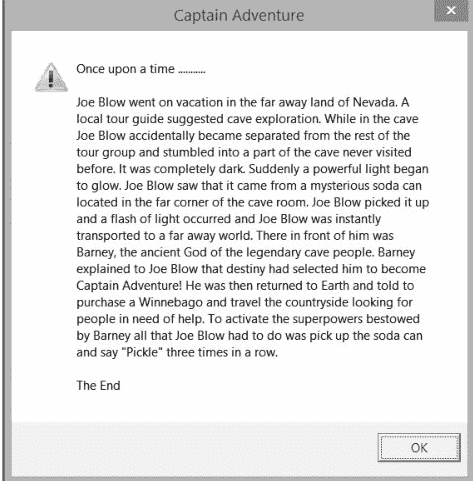 Captain Adventure
Once upon a time ...........
Joe Blow went on vacation in the far away land of Nevada. A
local tour guide suggested cave exploration. While in the cave
Joe Blow accidentally became separated from the rest of the
tour group and stumbled into a part of the cave never visited
before. It was completely dark. Suddenly a powerful light began
to glow. Joe Blow saw that it came from a mysterious soda can
located in the far corner of the cave room. Joe Blow picked it up
and a flash of light occurred and Joe Blow was instantly
transported to a far away world. There in front of him was
Barney, the ancient God of the legendary cave people. Barney
explained to Joe Blow that destiny had selected him to become
Captain Adventure! He was then returned to Earth and told to
purchase a Winnebago and travel the countryside looking for
people in need of help. To activate the superpowers bestowed
by Barney all that Joe Blow had to do was pick up the soda can
and say "Pickle" three times in a row.
The End
OK